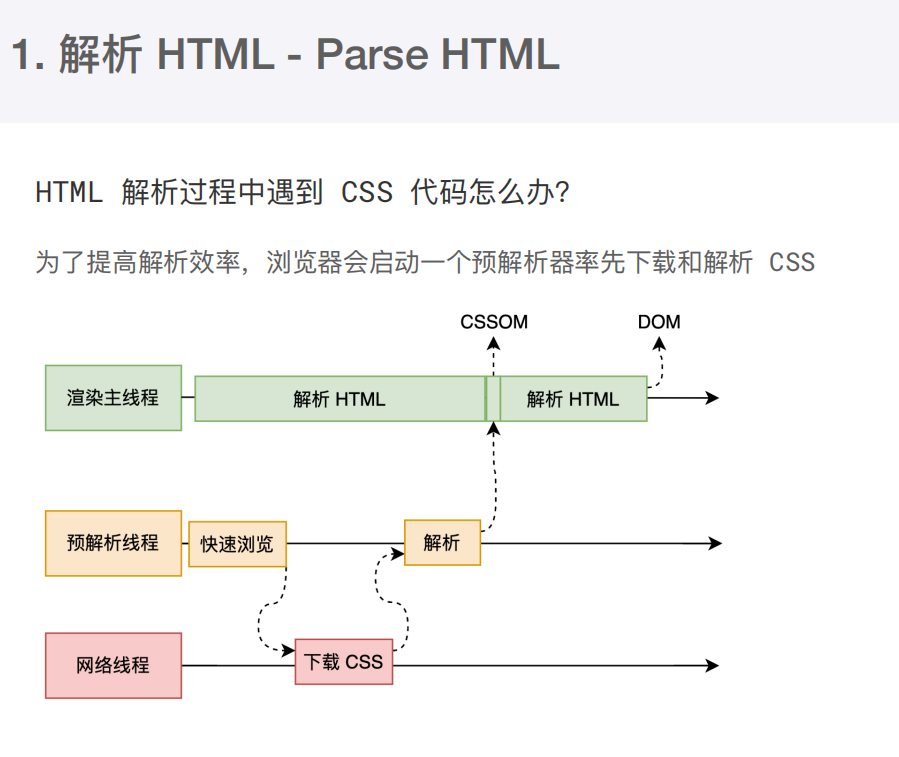 1. 解析 HTML - Parse HTML
HTML 解析过程中遇到 CSS 代码怎么办?
为了提高解析效率，浏览器会启动一个预解析器率先下载和解析 CSS
CSSOM
DOM
渲染主线程
解析 HTML
解析 HTML
预解析线程
快速浏览
解析
网络线程
下载 CSS